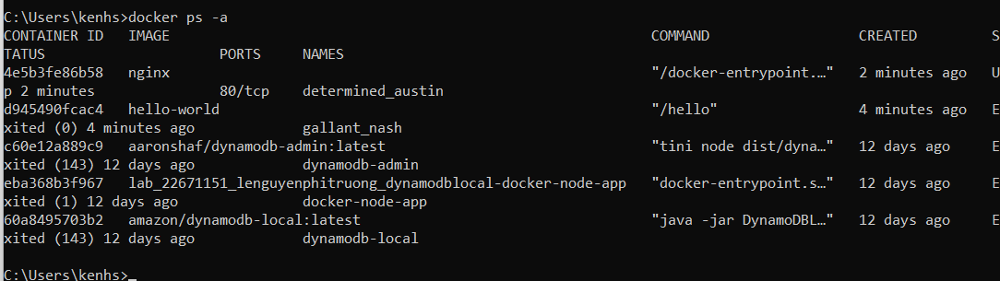 C:\Users\kenhs>docker ps -a
CONTAINER ID   IMAGE                                                          COMMAND                  CREATED          S
TATUS                     PORTS     NAMES
4e5b3fe86b58   nginx                                                          "/docker-entrypoint.…"   2 minutes ago    U
p 2 minutes               80/tcp    determined_austin
d945490fcac4   hello-world                                                    "/hello"                 4 minutes ago    E
xited (0) 4 minutes ago             gallant_nash
c60e12a889c9   aaronshaf/dynamodb-admin:latest                                "tini node dist/dyna…"   12 days ago      E
xited (143) 12 days ago             dynamodb-admin
eba368b3f967   lab_22671151_lenguyenphitruong_dynamodblocal-docker-node-app   "docker-entrypoint.s…"   12 days ago      E
xited (1) 12 days ago               docker-node-app
60a8495703b2   amazon/dynamodb-local:latest                                   "java -jar DynamoDBL…"   12 days ago      E
xited (143) 12 days ago             dynamodb-local
C:\Users\kenhs>